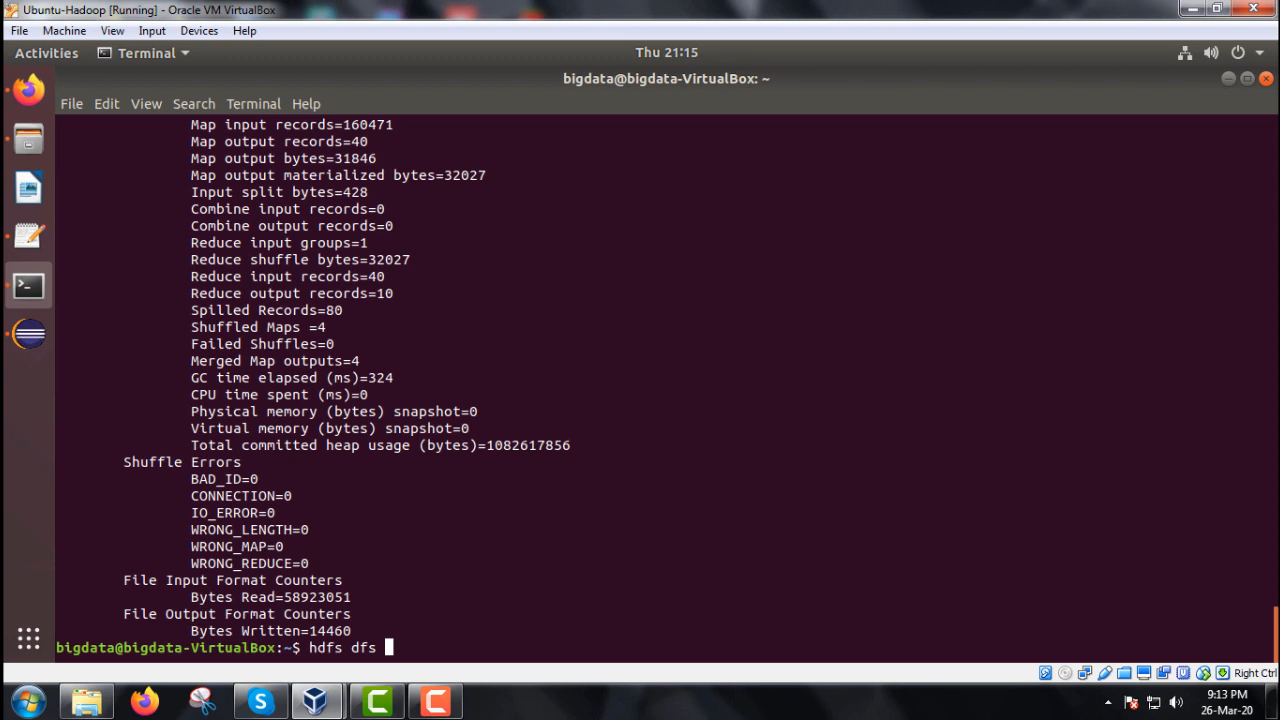 Ubuntu-Hadoop [Running] - Oracle VM VirtualBox
File Machine View Input Devices Help
Activities Terminal Thu 21:15
bigdata@bigdata-VirtualBox: ~
File Edit View Search Terminal Help
Map input records=160471
Map output records=40
Map output bytes=31846
Map output materialized bytes=32027
Input split bytes=428
Combine input records=0
Combine output records=0
Reduce input groups=1
Reduce shuffle bytes=32027
Reduce input records=40
Reduce output records=10
Spilled Records=80
Shuffled Maps =4
Failed Shuffles=0
Merged Map outputs=4
GC time elapsed (ms)=324
CPU time spent (ms)=0
Physical memory (bytes) snapshot=0
Virtual memory (bytes) snapshot=0
Total committed heap usage (bytes)=1082617856
Shuffle Errors
BAD_ID=0
CONNECTION=0
IO_ERROR=0
WRONG_LENGTH=0
WRONG_MAP=0
WRONG_REDUCE=0
File Input Format Counters
Bytes Read=58923051
File Output Format Counters
Bytes Written=14460
bigdata@bigdata-VirtualBox:~$ hdfs dfs
Right Ctrl
9:13 PM
26-Mar-20